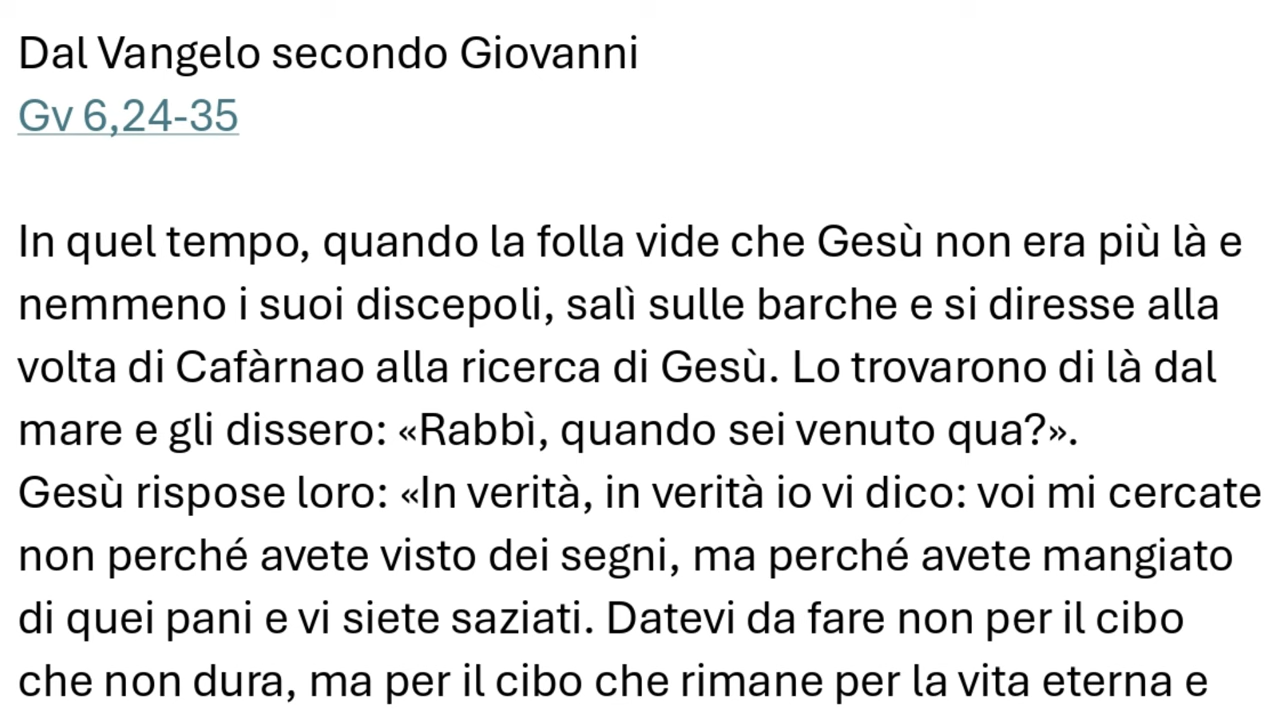 Dal Vangelo secondo Giovanni
Gv 6,24-35
In quel tempo, quando la folla vide che Gesù non era più là e
nemmeno i suoi discepoli, salì sulle barche e si diresse alla
volta di Cafàrnao alla ricerca di Gesù. Lo trovarono di là dal
mare e gli dissero: «Rabbì, quando sei venuto qua?».
Gesù rispose loro: «In verità, in verità io vi dico: voi mi cercate
non perché avete visto dei segni, ma perché avete mangiato
di quei pani e vi siete saziati. Datevi da fare non per il cibo
che non dura, ma per il cibo che rimane per la vita eterna e